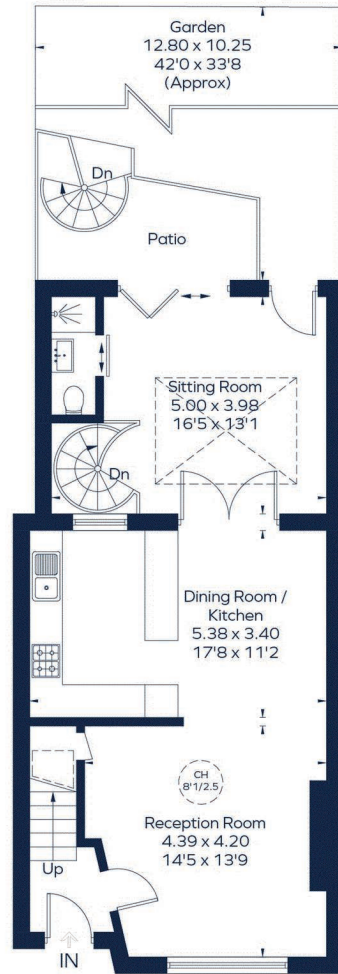 Garden
12.80 x 10.25
42'0 x 33'8
(Approx)
Dn
Patio
Sitting Room
5.00 x 3.98
16'5 x 13'1
Dn
Dining Room /
Kitchen
5.38 x 3.40
17'8 x 11'2
CH
8'1/2.5
Reception Room
4.39 x 4.20
14'5 x 13'9
Up
IN